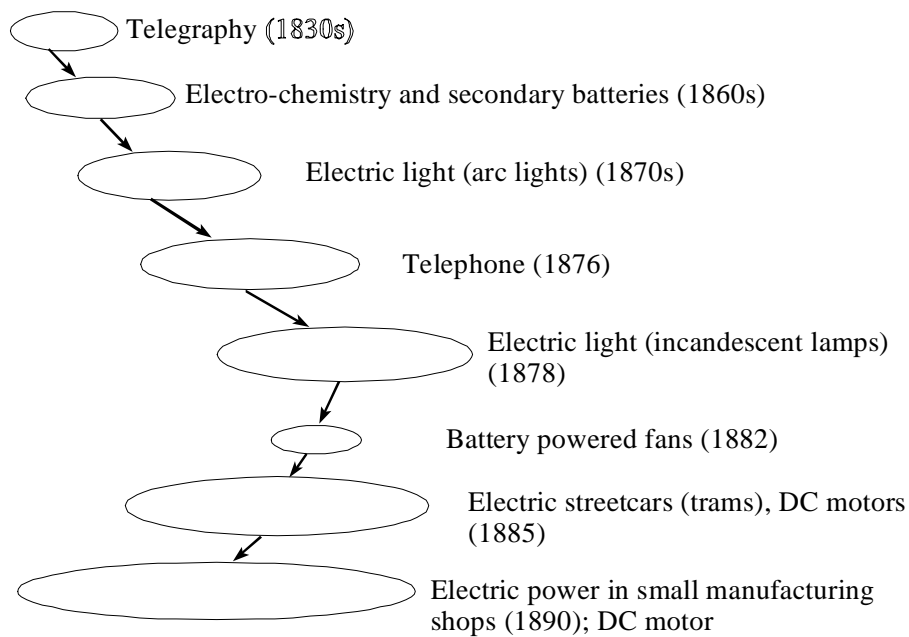 Telegraphy (1830s)
Electro-chemistry and secondary batteries (1860s)
Electric light (arc lights) (1870s)
Telephone (1876)
Electric light (incandescent lamps)
(1878)
Battery powered fans (1882)
Electric streetcars (trams), DC motors
(1885)
Electric power in small manufacturing
shops (1890); DC motor